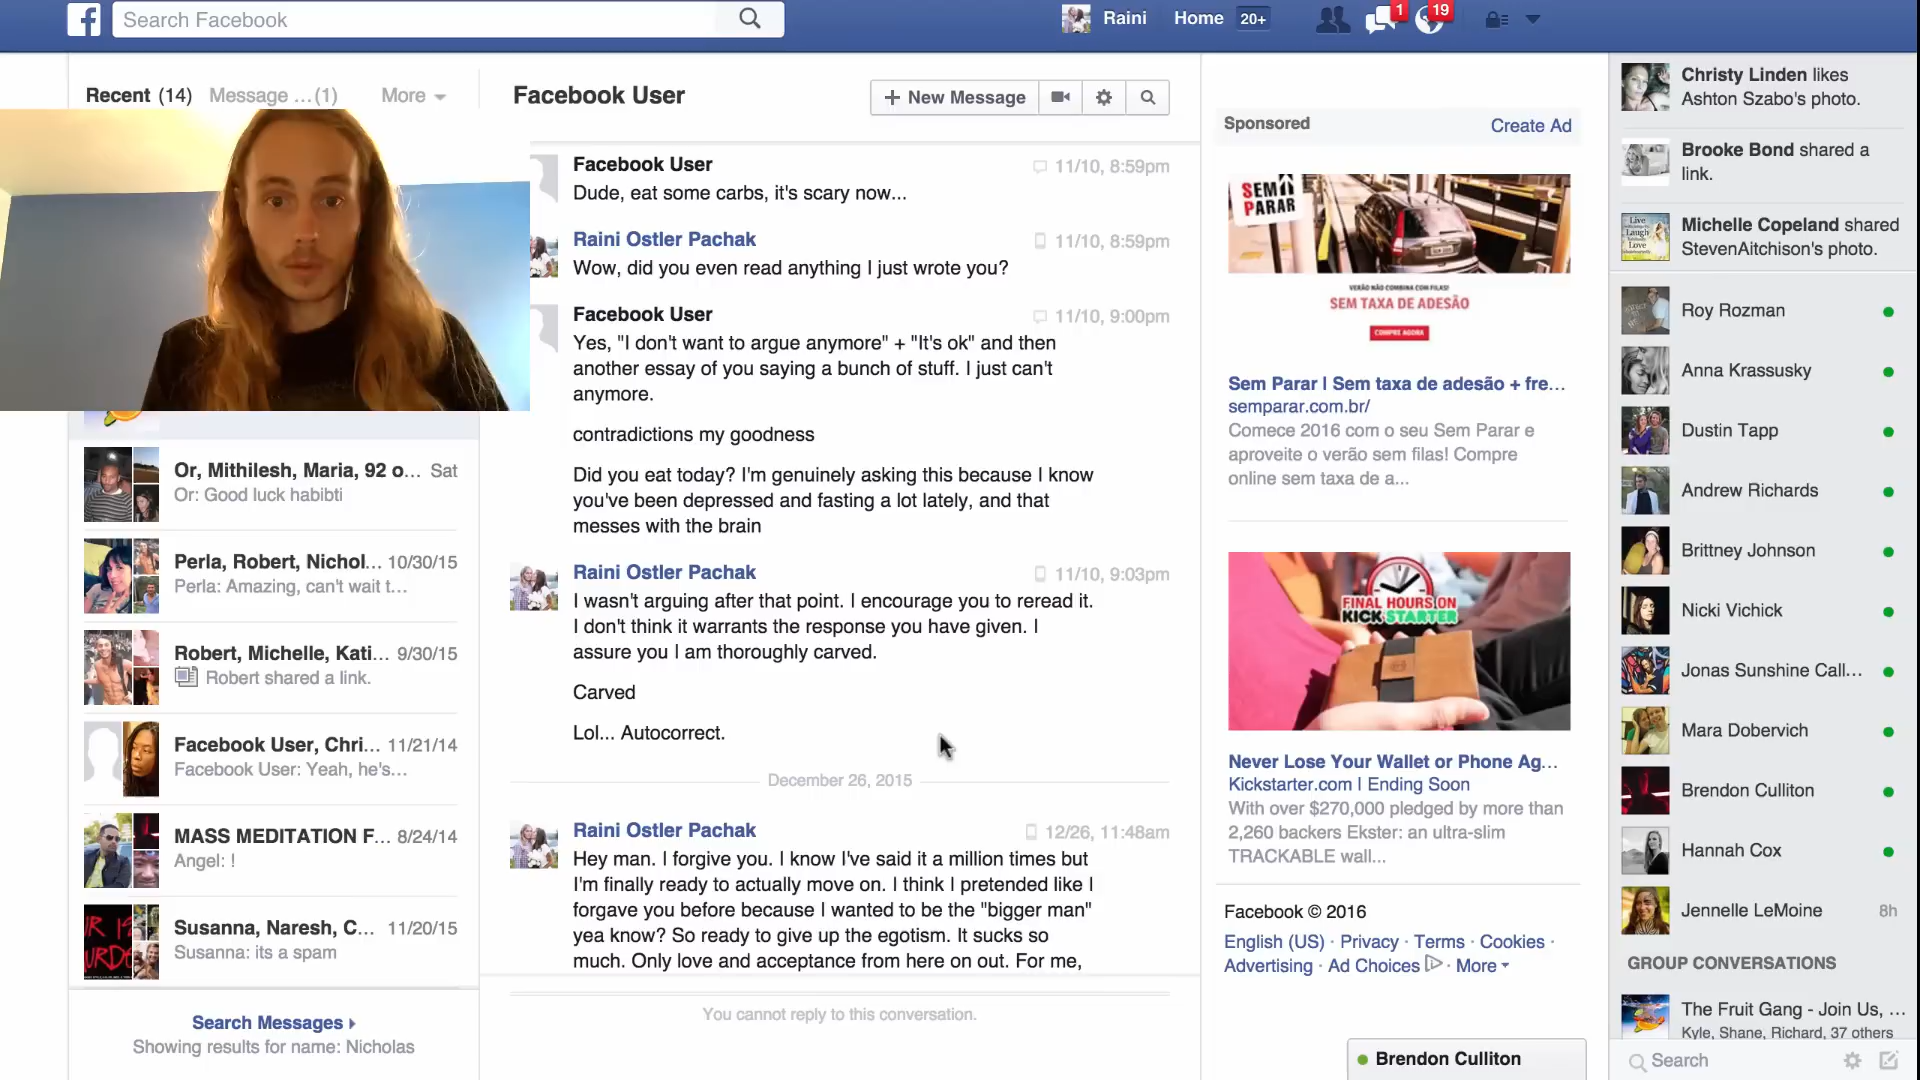 Search Facebook
Raini
Home 20+
1
19
Recent (14)
Message ... (1)
More
Or, Mithilesh, Maria, 92 o... Sat
Or: Good luck habibti
Perla, Robert, Nichol... 10/30/15
Perla: Amazing, can't wait t...
Robert, Michelle, Kati... 9/30/15
Robert shared a link.
Facebook User, Chri... 11/21/14
Facebook User: Yeah, he's...
MASS MEDITATION F... 8/24/14
Angel: !
Susanna, Naresh, C... 11/20/15
Susanna: its a spam
Search Messages
Showing results for name: Nicholas
Facebook User
+ New Message
Facebook User 11/10, 8:59pm
Dude, eat some carbs, it's scary now...
Raini Ostler Pachak 11/10, 8:59pm
Wow, did you even read anything I just wrote you?
Facebook User 11/10, 9:00pm
Yes, "I don't want to argue anymore" + "It's ok" and then
another essay of you saying a bunch of stuff. I just can't
anymore.
contradictions my goodness
Did you eat today? I'm genuinely asking this because I know
you've been depressed and fasting a lot lately, and that
messes with the brain
Raini Ostler Pachak 11/10, 9:03pm
I wasn't arguing after that point. I encourage you to reread it.
I don't think it warrants the response you have given. I
assure you I am thoroughly carved.
Carved
Lol... Autocorrect.
December 26, 2015
Raini Ostler Pachak 12/26, 11:48am
Hey man. I forgive you. I know I've said it a million times but
I'm finally ready to actually move on. I think I pretended like I
forgave you before because I wanted to be the "bigger man"
yea know? So ready to give up the egotism. It sucks so
much. Only love and acceptance from here on out. For me,
You cannot reply to this conversation.
Sponsored
Create Ad
SEM PARAR
VERÃO NÃO COMBINA COM FILAS!
SEM TAXA DE ADESÃO
COMPRE AGORA
Sem Parar | Sem taxa de adesão + fre...
semparar.com.br/
Comece 2016 com o seu Sem Parar e
aproveite o verão sem filas! Compre
online sem taxa de a...
FINAL HOURS ON
KICKSTARTER
Never Lose Your Wallet or Phone Ag...
Kickstarter.com | Ending Soon
With over $270,000 pledged by more than
2,260 backers Ekster: an ultra-slim
TRACKABLE wall...
Facebook © 2016
English (US) · Privacy · Terms · Cookies ·
Advertising · Ad Choices · More
Christy Linden likes
Ashton Szabo's photo.
Brooke Bond shared a
link.
Michelle Copeland shared
StevenAitchison's photo.
Roy Rozman
Anna Krassusky
Dustin Tapp
Andrew Richards
Brittney Johnson
Nicki Vichick
Jonas Sunshine Call...
Mara Dobervich
Brendon Culliton
Hannah Cox
Jennelle LeMoine 8h
GROUP CONVERSATIONS
The Fruit Gang - Join Us, ...
Kyle, Shane, Richard, 37 others
Search
Brendon Culliton